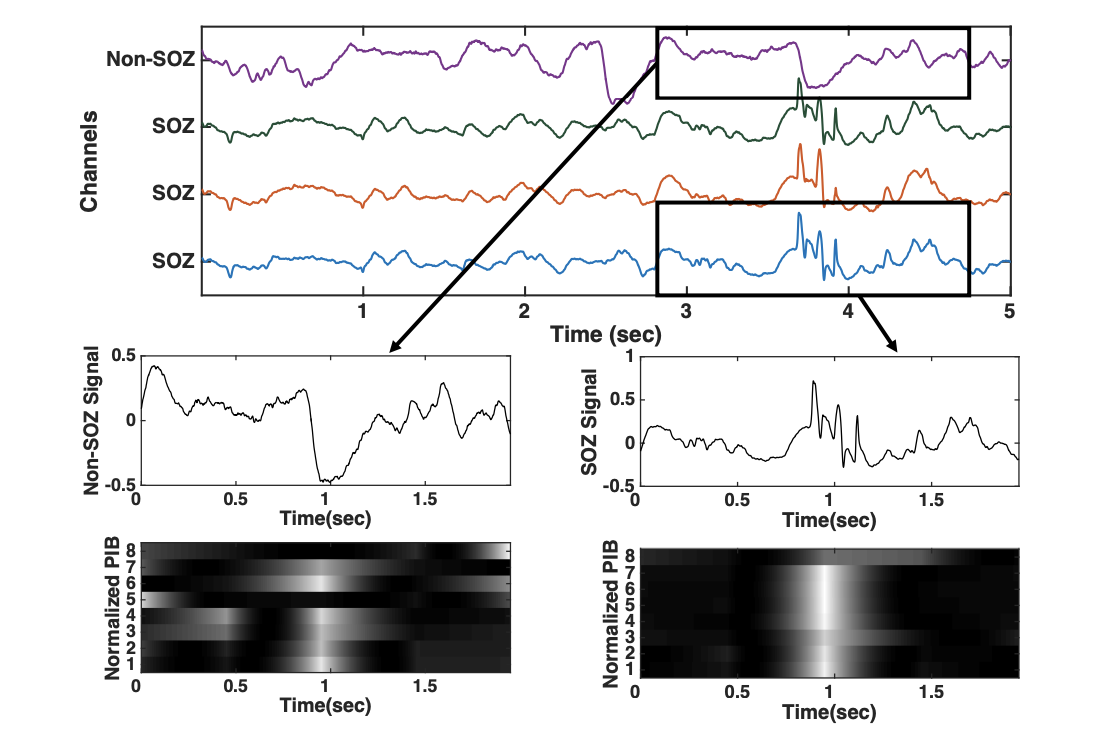 Channels
Non-SOZ
SOZ
SOZ
SOZ
1 2 3 4 5
Time (sec)
Non-SOZ Signal
0.5
0
-0.5
0 0.5 1 1.5
Time(sec)
SOZ Signal
1
0.5
0
-0.5
0 0.5 1 1.5
Time(sec)
Normalized PIB
8
7
6
5
4
3
2
1
0 0.5 1 1.5
Time(sec)
Normalized PIB
8
7
6
5
4
3
2
1
0 0.5 1 1.5
Time(sec)